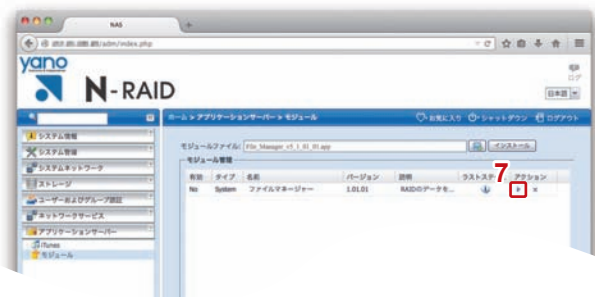 NAS
/adm/index.php
yano
N-RAID
ログ
日本語
ホーム > アプリケーションサーバー > モジュール
お気に入り シャットダウン ログアウト
システム情報
システム管理
システムネットワーク
ストレージ
ユーザーおよびグループ認証
ネットワークサービス
アプリケーションサーバー
iTunes
モジュール
モジュールファイル: File_Manager_v1_1_01_01.app インストール
モジュール管理
有効 タイプ 名前 バージョン 説明 ラストステ... アクション
No System ファイルマネージャー 1.01.01 RAIDのデータを...
7